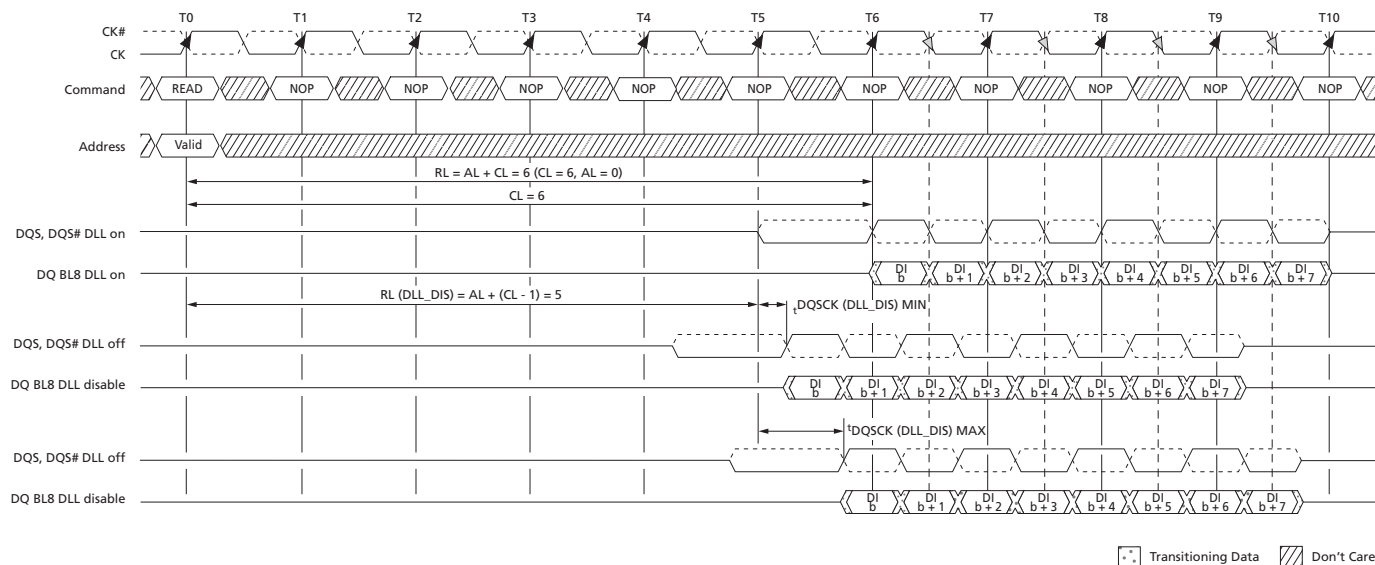 T0 T1 T2 T3 T4 T5 T6 T7 T8 T9 T10
CK#
CK
Command READ NOP NOP NOP NOP NOP NOP NOP NOP NOP NOP
Address Valid
RL = AL + CL = 6 (CL = 6, AL = 0)
CL = 6
DQS, DQS# DLL on
DQ BL8 DLL on DI b DI b + 1 DI b + 2 DI b + 3 DI b + 4 DI b + 5 DI b + 6 DI b + 7
RL (DLL_DIS) = AL + (CL - 1) = 5
tDQSCK (DLL_DIS) MIN
DQS, DQS# DLL off
DQ BL8 DLL disable DI b DI b + 1 DI b + 2 DI b + 3 DI b + 4 DI b + 5 DI b + 6 DI b + 7
tDQSCK (DLL_DIS) MAX
DQS, DQS# DLL off
DQ BL8 DLL disable DI b DI b + 1 DI b + 2 DI b + 3 DI b + 4 DI b + 5 DI b + 6 DI b + 7
Transitioning Data Don't Care